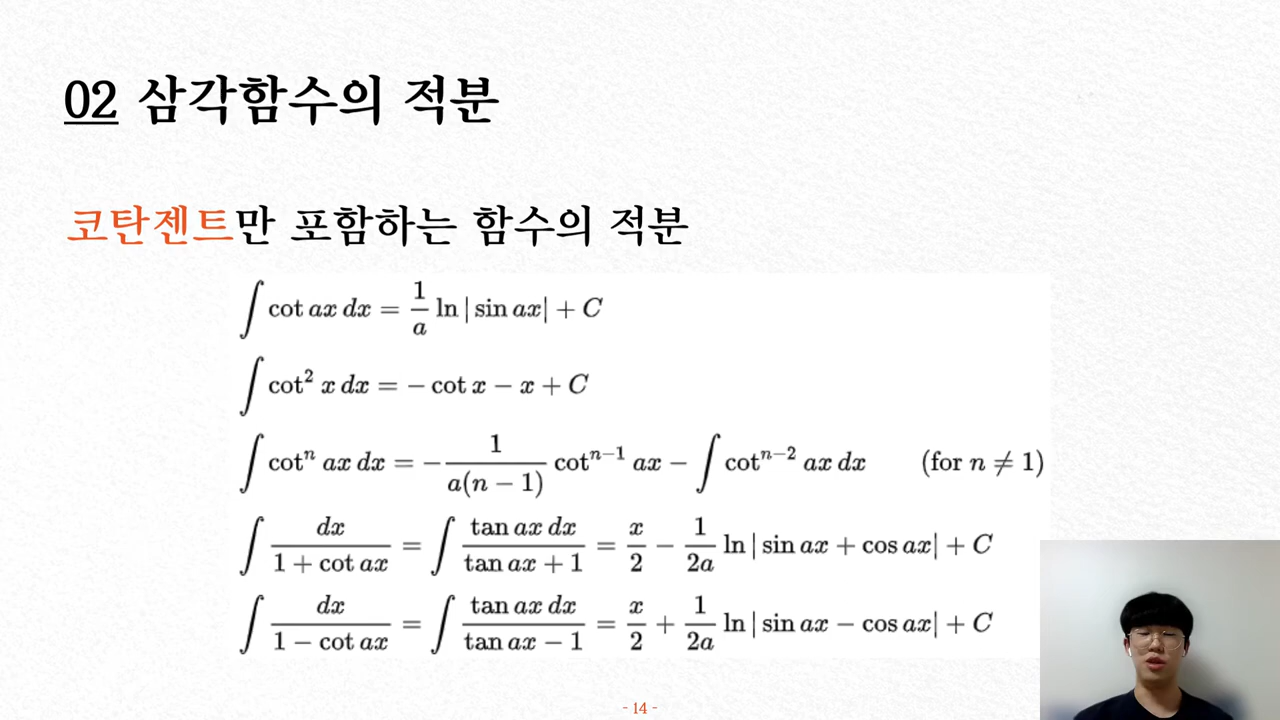 02 삼각함수의 적분
코탄젠트만 포함하는 함수의 적분
∫ cot ax dx = 1/a ln|sin ax| + C
∫ cot² x dx = − cot x − x + C
∫ cotⁿ ax dx = − 1/(a(n − 1)) cotⁿ⁻¹ ax − ∫ cotⁿ⁻² ax dx (for n ≠ 1)
∫ dx/(1 + cot ax) = ∫ tan ax dx/(tan ax + 1) = x/2 − 1/2a ln|sin ax + cos ax| + C
∫ dx/(1 − cot ax) = ∫ tan ax dx/(tan ax − 1) = x/2 + 1/2a ln|sin ax − cos ax| + C
- 14 -